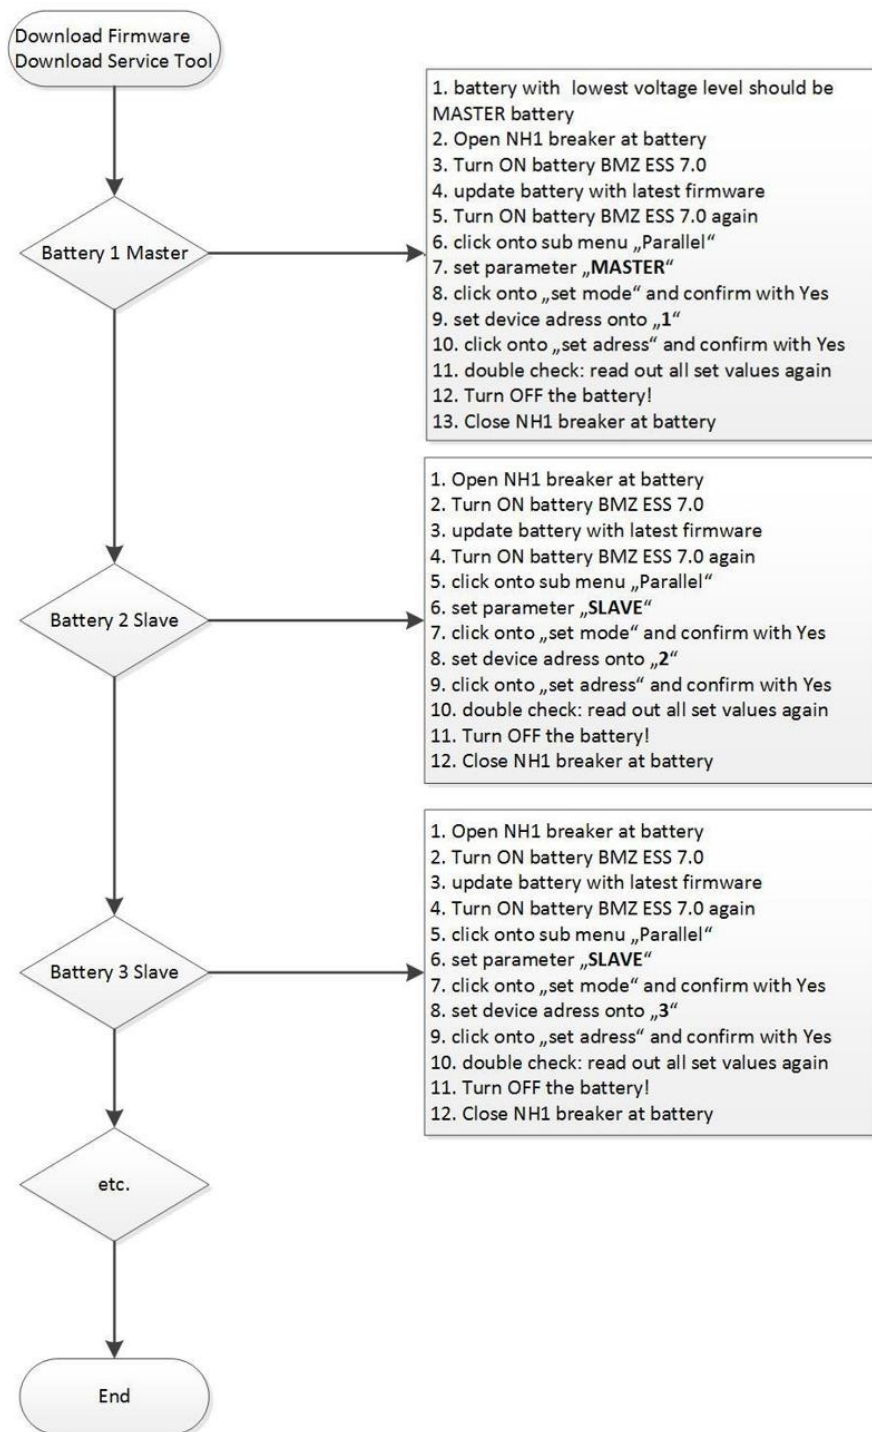 Download Firmware
Download Service Tool
Battery 1 Master
1. battery with  lowest voltage level should be
MASTER battery
2. Open NH1 breaker at battery
3. Turn ON battery BMZ ESS 7.0
4. update battery with latest firmware
5. Turn ON battery BMZ ESS 7.0 again
6. click onto sub menu „Parallel“
7. set parameter „MASTER“
8. click onto „set mode“ and confirm with Yes
9. set device adress onto „1“
10. click onto „set adress“ and confirm with Yes
11. double check: read out all set values again
12. Turn OFF the battery!
13. Close NH1 breaker at battery
Battery 2 Slave
1. Open NH1 breaker at battery
2. Turn ON battery BMZ ESS 7.0
3. update battery with latest firmware
4. Turn ON battery BMZ ESS 7.0 again
5. click onto sub menu „Parallel“
6. set parameter „SLAVE“
7. click onto „set mode“ and confirm with Yes
8. set device adress onto „2“
9. click onto „set adress“ and confirm with Yes
10. double check: read out all set values again
11. Turn OFF the battery!
12. Close NH1 breaker at battery
Battery 3 Slave
1. Open NH1 breaker at battery
2. Turn ON battery BMZ ESS 7.0
3. update battery with latest firmware
4. Turn ON battery BMZ ESS 7.0 again
5. click onto sub menu „Parallel“
6. set parameter „SLAVE“
7. click onto „set mode“ and confirm with Yes
8. set device adress onto „3“
9. click onto „set adress“ and confirm with Yes
10. double check: read out all set values again
11. Turn OFF the battery!
12. Close NH1 breaker at battery
etc.
End